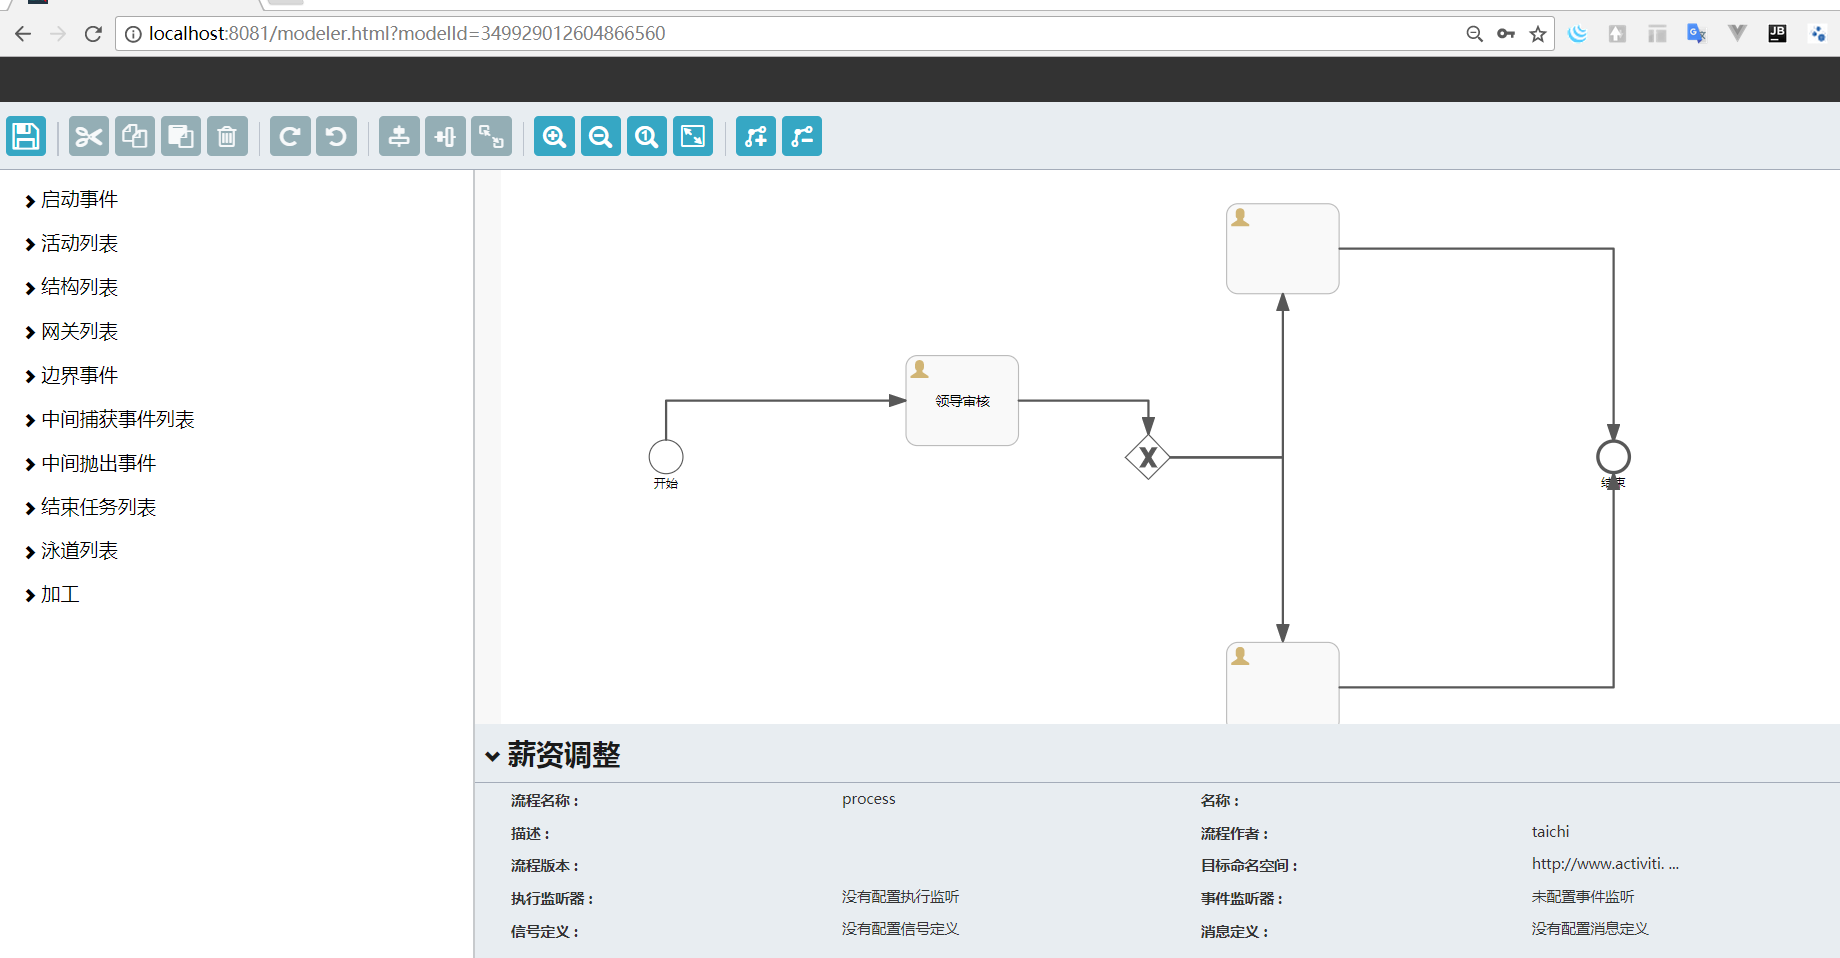 localhost:8081/modeler.html?modelId=349929012604866560
JB
1
启动事件
活动列表
结构列表
网关列表
边界事件
中间捕获事件列表
中间抛出事件
结束任务列表
泳道列表
加工
领导审核
X
开始
结束
薪资调整
流程名称 : process 名称 :
描述 : 流程作者 : taichi
流程版本 : 目标命名空间 : http://www.activiti. ...
执行监听器 : 没有配置执行监听 事件监听器 : 未配置事件监听
信号定义 : 没有配置信号定义 消息定义 : 没有配置消息定义